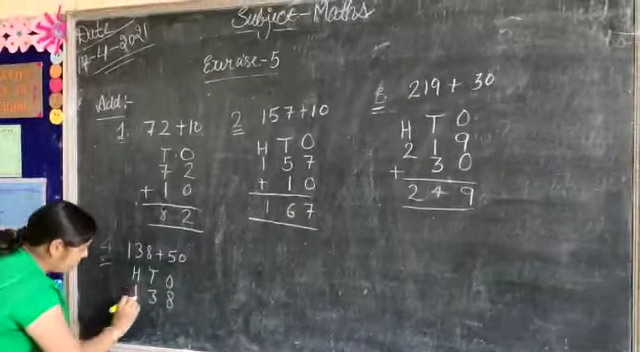 Subject - Maths
Date
14-4-2021
Exercise-5
Add:-
1. 72+10
T O
7 2
+ 1 0
8 2
2 157+10
H T O
1 5 7
+ 1 0
1 6 7
3 219 + 30
H T O
2 1 9
+ 3 0
2 4 9
4 138+50
H T O
1 3 8